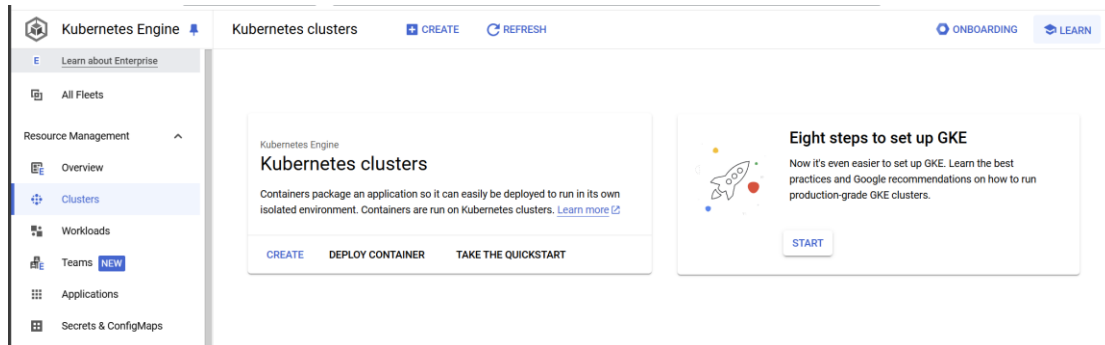 Kubernetes Engine
Kubernetes clusters
CREATE
REFRESH
ONBOARDING
LEARN
E Learn about Enterprise
All Fleets
Resource Management
Overview
Clusters
Workloads
Teams NEW
Applications
Secrets & ConfigMaps
Kubernetes Engine
Kubernetes clusters
Containers package an application so it can easily be deployed to run in its own
isolated environment. Containers are run on Kubernetes clusters. Learn more
CREATE DEPLOY CONTAINER TAKE THE QUICKSTART
Eight steps to set up GKE
Now it's even easier to set up GKE. Learn the best
practices and Google recommendations on how to run
production-grade GKE clusters.
START